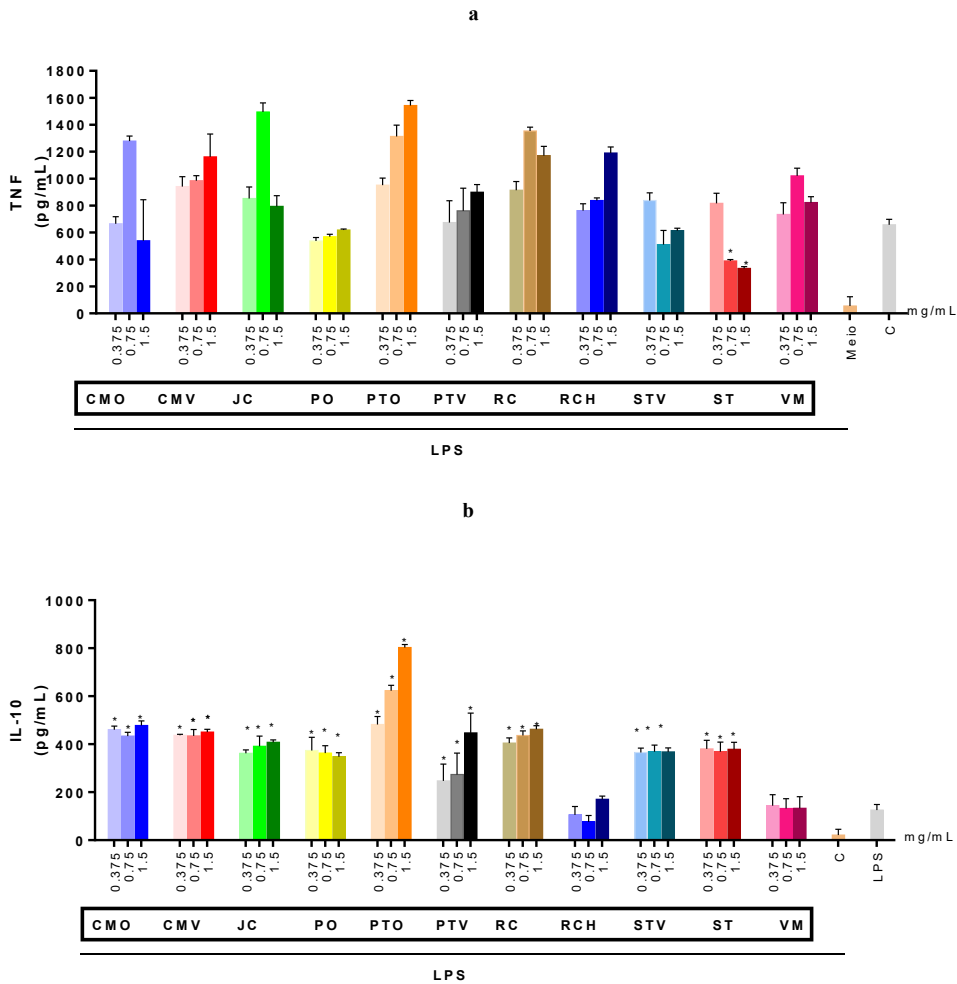 a
TNF
(pg/mL)
1800
1600
1400
1200
1000
800
600
400
200
0
* *
mg/mL
0.375 0.75 1.5 0.375 0.75 1.5 0.375 0.75 1.5 0.375 0.75 1.5 0.375 0.75 1.5 0.375 0.75 1.5 0.375 0.75 1.5 0.375 0.75 1.5 0.375 0.75 1.5 0.375 0.75 1.5 0.375 0.75 1.5 Meio C
CMO CMV JC PO PTO PTV RC RCH STV ST VM
LPS
b
IL-10
(pg/mL)
1000
800
600
400
200
0
* * * * * * * * * * * * * * * * * * * * * * * * * * *
mg/mL
0.375 0.75 1.5 0.375 0.75 1.5 0.375 0.75 1.5 0.375 0.75 1.5 0.375 0.75 1.5 0.375 0.75 1.5 0.375 0.75 1.5 0.375 0.75 1.5 0.375 0.75 1.5 0.375 0.75 1.5 0.375 0.75 1.5 C LPS
CMO CMV JC PO PTO PTV RC RCH STV ST VM
LPS